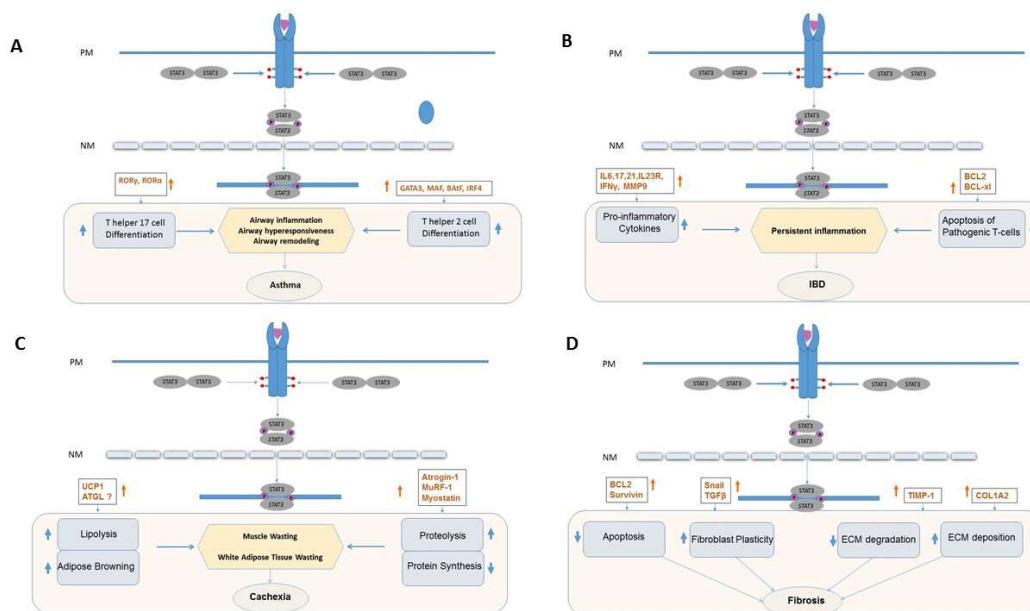 A
PM
STAT3 STAT3
STAT3 STAT3
STAT3
P P
STAT3
NM
STAT3
P P
STAT3
RORγ, RORα
GATA3, MAF, BAtF, IRF4
T helper 17 cell
Differentiation
Airway inflammation
Airway hyperesponsiveness
Airway remodeling
T helper 2 cell
Differentiation
Asthma
B
PM
STAT3 STAT3
STAT3 STAT3
STAT3
P P
STAT3
NM
STAT3
P P
STAT3
IL6,17,21,IL23R,
IFNγ, MMP9
BCL2
BCL-xl
Pro-inflammatory
Cytokines
Persistent inflammation
Apoptosis of
Pathogenic T-cells
IBD
C
PM
STAT3 STAT3
STAT3 STAT3
STAT3
P P
STAT3
NM
STAT3
P P
STAT3
UCP1
ATGL ?
Atrogin-1
MuRF-1
Myostatin
Lipolysis
Adipose Browning
Muscle Wasting
White Adipose Tissue Wasting
Proteolysis
Protein Synthesis
Cachexia
D
PM
STAT3 STAT3
STAT3 STAT3
STAT3
P P
STAT3
NM
STAT3
P P
STAT3
BCL2
Survivin
Snail
TGFβ
TIMP-1
COL1A2
Apoptosis
Fibroblast Plasticity
ECM degradation
ECM deposition
Fibrosis